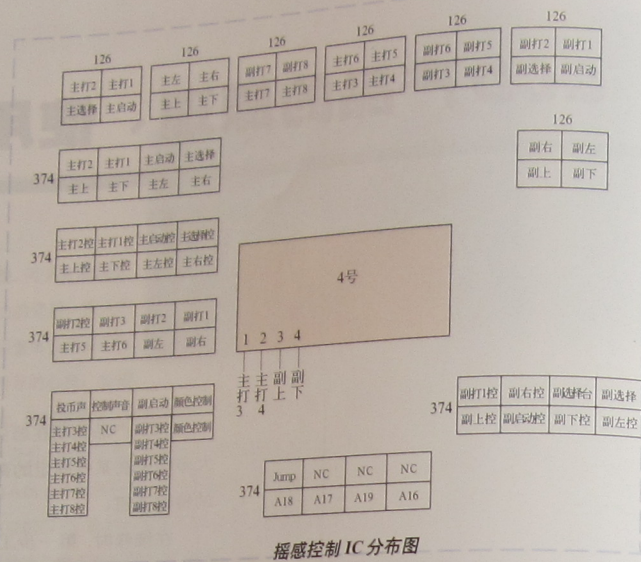 126 126 126 126 126 126
主打2 主打1 主左 主右 副打7 副打8 主打6 主打5 副打6 副打5 副打2 副打1
主选择 主启动 主上 主下 主打7 主打8 主打3 主打4 副打3 副打4 副选择 副启动
126
副右 副左
副上 副下
374
主打2 主打1 主启动 主选择
主上 主下 主左 主右
374
主打2控 主打1控 主启动控 主选择控
主上控 主下控 主左控 主右控
4号
1 2 3 4
主打3 主打4 副上 副下
374
副打2控 副打3 副打2 副打1
主打5 主打6 副左 副右
374
投币声 控制声音 副启动 颜色控制
主打3控 NC 副打3控 颜色控制
主打4控 副打4控
主打5控 副打5控
主打6控 副打6控
主打7控 副打7控
主打8控 副打8控
374
副打1控 副右控 副选择台 副选择
副上控 副启动控 副下控 副左控
374
Jump NC NC NC
A18 A17 A19 A16
摇感控制 IC 分布图